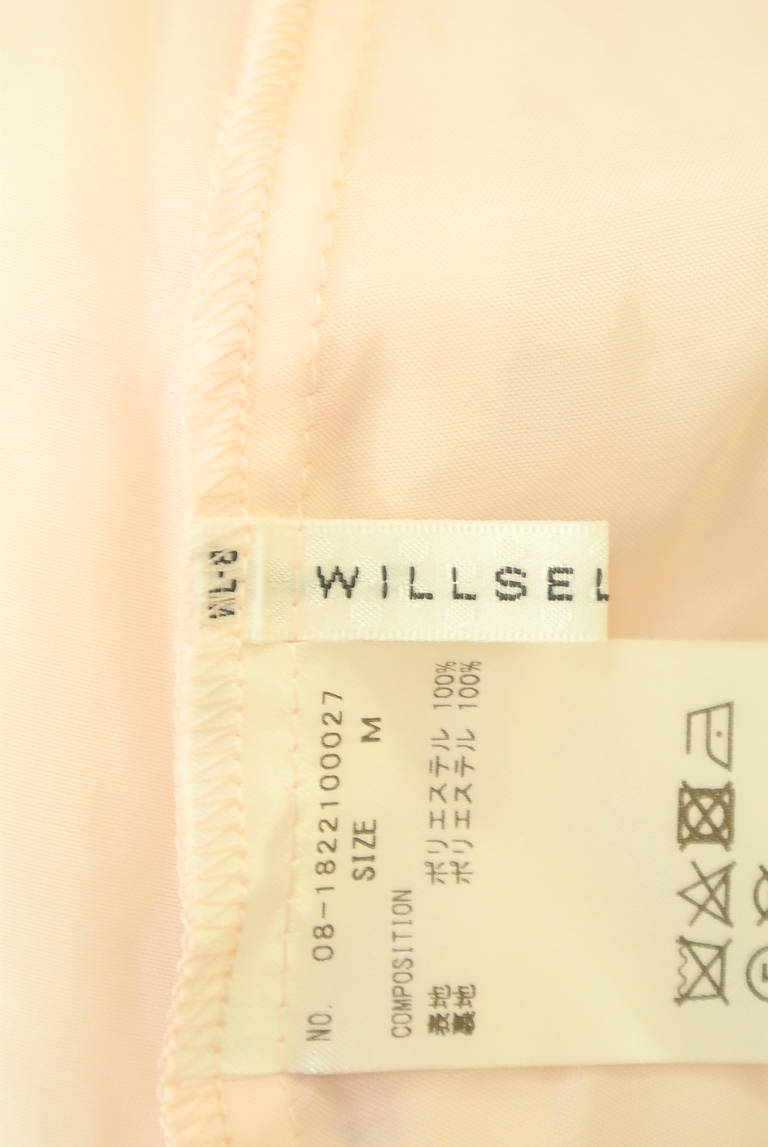 WL-8
WILLSEL
NO. 08-1822100027
SIZE M
COMPOSITION
表地 ポリエステル 100%
裏地 ポリエステル 100%